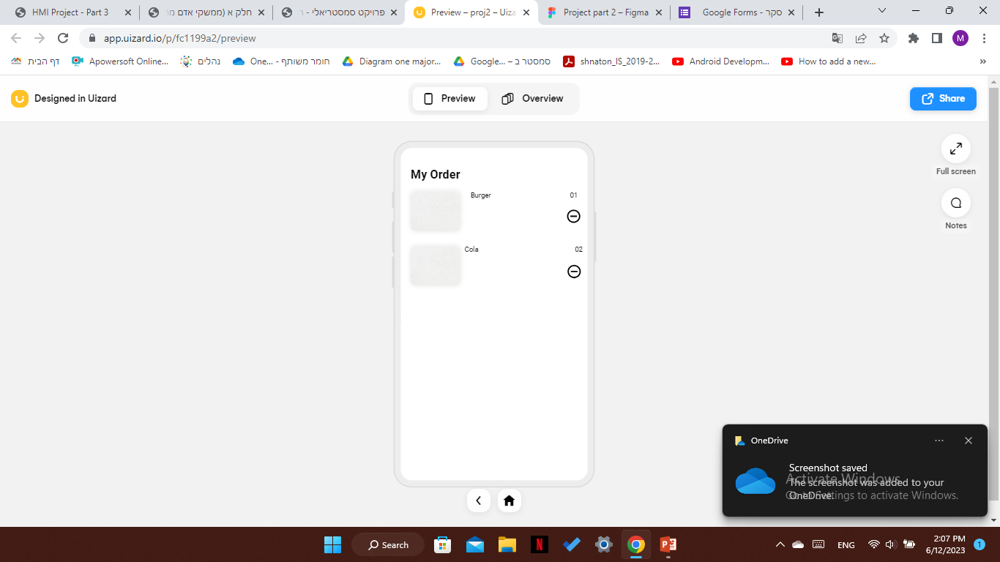 HMI Project - Part 3
חלק א (ממשקי אדם מו
פרויקט סמסטריאלי - ר
Preview – proj2 – Uiza
Project part 2 – Figma
סקר - Google Forms
app.uizard.io/p/fc1199a2/preview
דף הבית
Apowersoft Online...
נהלים
חומר משותף - One...
Diagram one major...
סמסטר ב – Google...
shnaton_IS_2019-2...
Android Developm...
How to add a new...
»
Designed in Uizard
Preview
Overview
Share
Full screen
Notes
My Order
Burger
01
Cola
02
OneDrive
Screenshot saved
The screenshot was added to your
OneDrive.
Activate Windows
Go to Settings to activate Windows.
Search
ENG
2:07 PM
6/12/2023
1
M